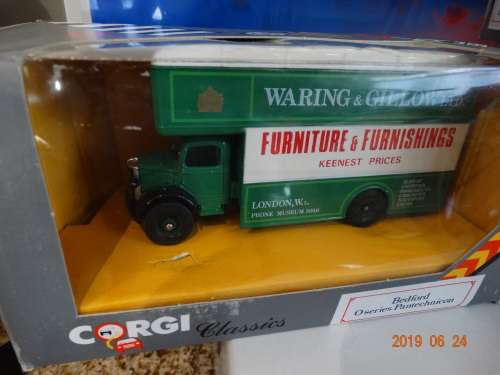 WARING & GILLOW LTD.
FURNITURE & FURNISHINGS
KEENEST PRICES
LONDON, W.1.
PHONE MUSEUM 5000
CORGI Classics
Bedford
O series Pantechnicon
2019 06 24